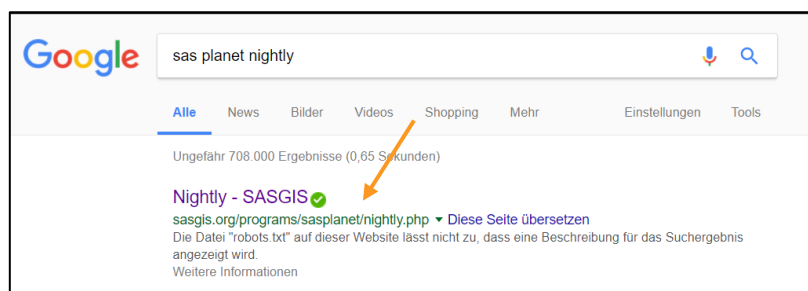 Google
sas planet nightly
Alle News Bilder Videos Shopping Mehr Einstellungen Tools
Ungefähr 708.000 Ergebnisse (0,65 Sekunden)
Nightly - SASGIS
sasgis.org/programs/sasplanet/nightly.php ▼ Diese Seite übersetzen
Die Datei "robots.txt" auf dieser Website lässt nicht zu, dass eine Beschreibung für das Suchergebnis
angezeigt wird.
Weitere Informationen